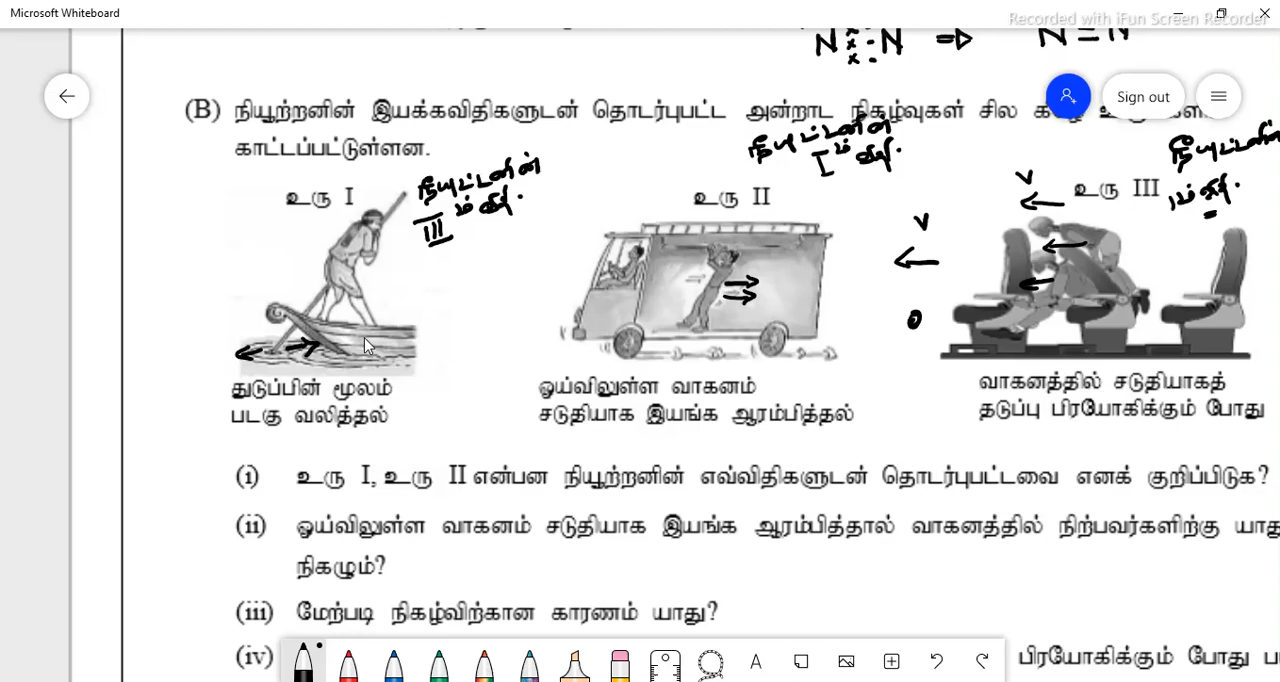 Microsoft Whiteboard
Recorded with iFun Screen Recorder
N ⇒ N ≡ N
Sign out
(B) நியூற்றனின் இயக்கவிதிகளுடன் தொடர்புபட்ட அன்றாட நிகழ்வுகள் சில
காட்டப்பட்டுள்ளன.
நியூட்டனின்
I ம் விதி.
நியூட்டனின்
III ம் விதி.
நியூட்டனின்
1ம் விதி.
உரு I
உரு II
உரு III
V
V
0
துடுப்பின் மூலம்
படகு வலித்தல்
ஓய்விலுள்ள வாகனம்
சடுதியாக இயங்க ஆரம்பித்தல்
வாகனத்தில் சடுதியாகத்
தடுப்பு பிரயோகிக்கும் போது
(i) உரு I, உரு II என்பன நியூற்றனின் எவ்விதிகளுடன் தொடர்புபட்டவை எனக் குறிப்பிடுக?
(ii) ஓய்விலுள்ள வாகனம் சடுதியாக இயங்க ஆரம்பித்தால் வாகனத்தில் நிற்பவர்களிற்கு யாது
நிகழும்?
(iii) மேற்படி நிகழ்விற்கான காரணம் யாது?
(iv) பிரயோகிக்கும் போது
A